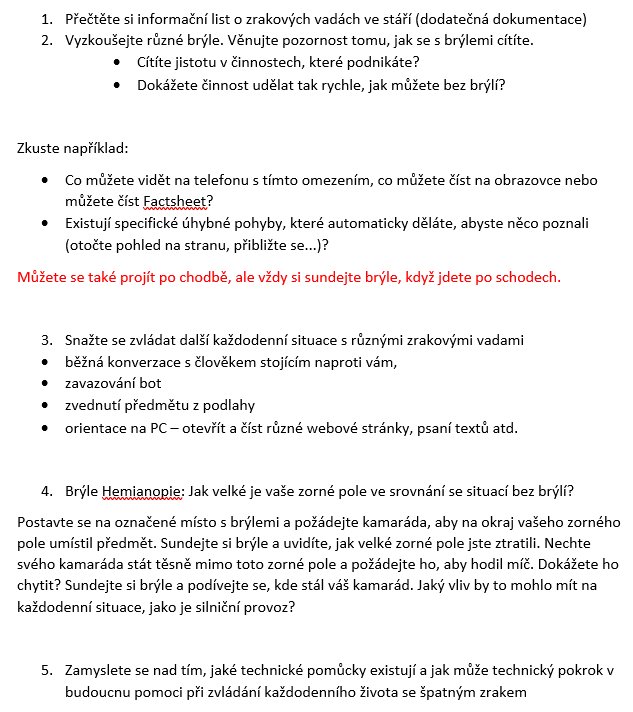 1. Přečtěte si informační list o zrakových vadách ve stáří (dodatečná dokumentace)
2. Vyzkoušejte různé brýle. Věnujte pozornost tomu, jak se s brýlemi cítíte.
• Cítíte jistotu v činnostech, které podnikáte?
• Dokážete činnost udělat tak rychle, jak můžete bez brýlí?
Zkuste například:
• Co můžete vidět na telefonu s tímto omezením, co můžete číst na obrazovce nebo
můžete číst Factsheet?
• Existují specifické úhybné pohyby, které automaticky děláte, abyste něco poznali
(otočte pohled na stranu, přibližte se...)?
Můžete se také projít po chodbě, ale vždy si sundejte brýle, když jdete po schodech.
3. Snažte se zvládat další každodenní situace s různými zrakovými vadami
• běžná konverzace s člověkem stojícím naproti vám,
• zavazování bot
• zvednutí předmětu z podlahy
• orientace na PC – otevřít a číst různé webové stránky, psaní textů atd.
4. Brýle Hemianopie: Jak velké je vaše zorné pole ve srovnání se situací bez brýlí?
Postavte se na označené místo s brýlemi a požádejte kamaráda, aby na okraj vašeho zorného
pole umístil předmět. Sundejte si brýle a uvidíte, jak velké zorné pole jste ztratili. Nechte
svého kamaráda stát těsně mimo toto zorné pole a požádejte ho, aby hodil míč. Dokážete ho
chytit? Sundejte si brýle a podívejte se, kde stál váš kamarád. Jaký vliv by to mohlo mít na
každodenní situace, jako je silniční provoz?
5. Zamyslete se nad tím, jaké technické pomůcky existují a jak může technický pokrok v
budoucnu pomoci při zvládání každodenního života se špatným zrakem